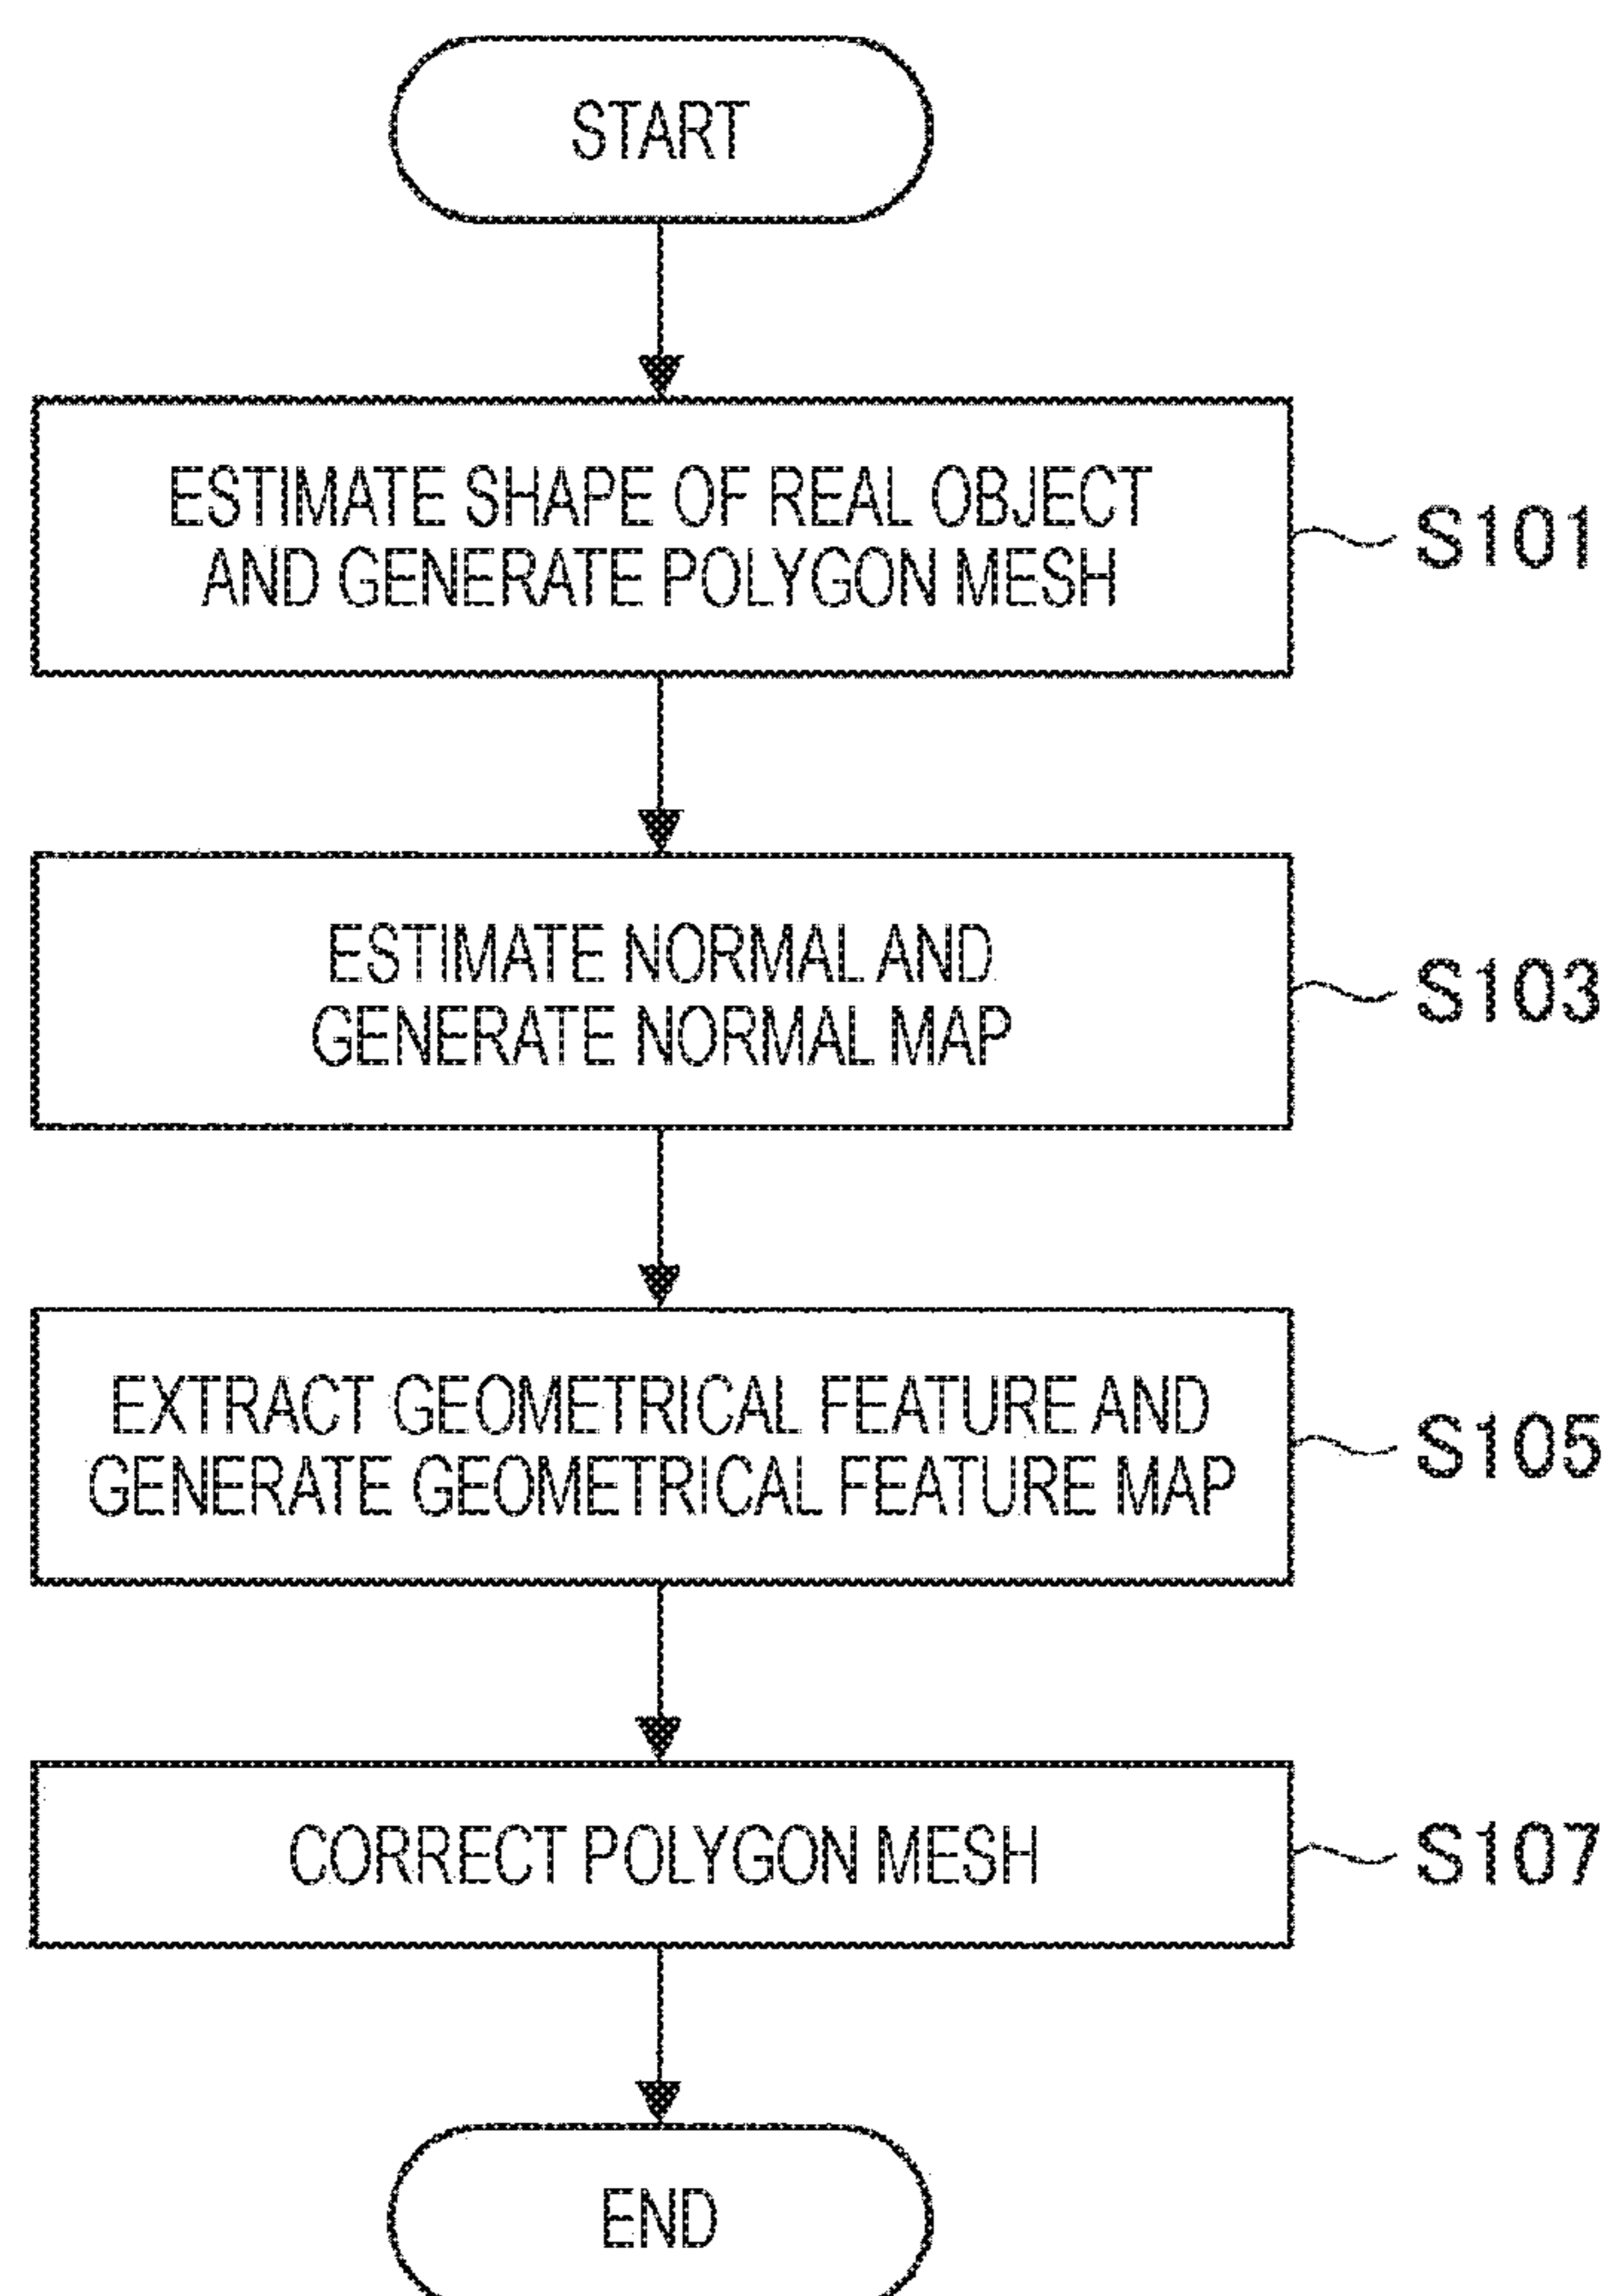 START
ESTIMATE SHAPE OF REAL OBJECT
AND GENERATE POLYGON MESH
S101
ESTIMATE NORMAL AND
GENERATE NORMAL MAP
S103
EXTRACT GEOMETRICAL FEATURE AND
GENERATE GEOMETRICAL FEATURE MAP
S105
CORRECT POLYGON MESH
S107
END